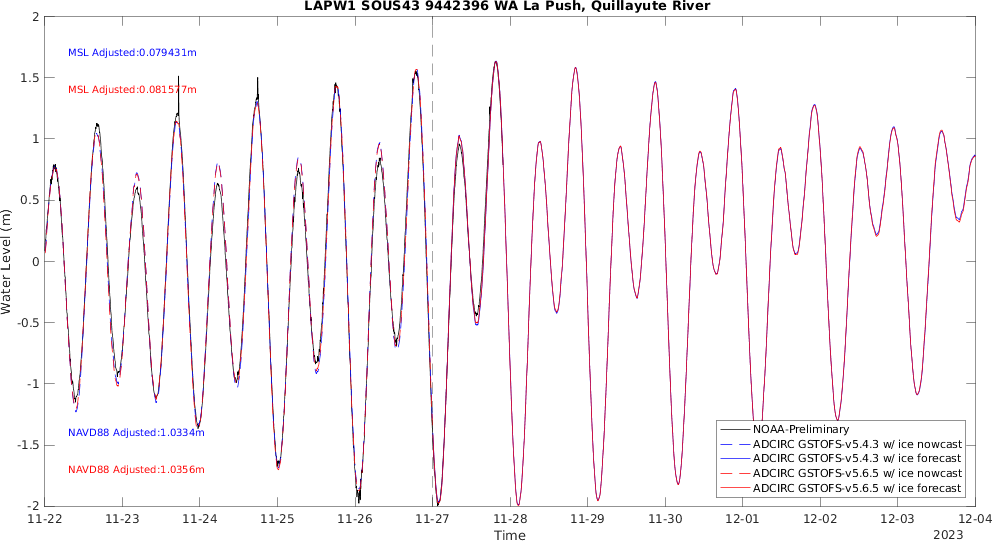 LAPW1 SOUS43 9442396 WA La Push, Quillayute River
2
1.5
1
0.5
0
-0.5
-1
-1.5
-2
Water Level (m)
MSL Adjusted:0.079431m
MSL Adjusted:0.081577m
NAVD88 Adjusted:1.0334m
NAVD88 Adjusted:1.0356m
NOAA-Preliminary
ADCIRC GSTOFS-v5.4.3 w/ ice nowcast
ADCIRC GSTOFS-v5.4.3 w/ ice forecast
ADCIRC GSTOFS-v5.6.5 w/ ice nowcast
ADCIRC GSTOFS-v5.6.5 w/ ice forecast
11-22 11-23 11-24 11-25 11-26 11-27 11-28 11-29 11-30 12-01 12-02 12-03 12-04
Time
2023